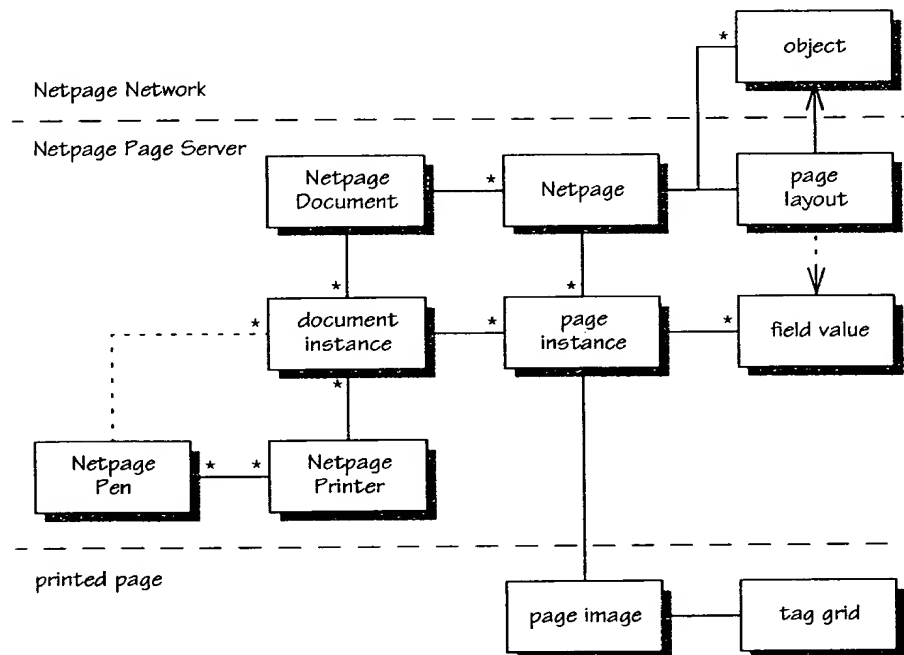 *
object
Netpage Network
Netpage Page Server
Netpage
Document
*
Netpage
page
layout
*
*
*
document
instance
*
page
instance
*
field value
*
Netpage
Pen
*
*
Netpage
Printer
printed page
page image
tag grid